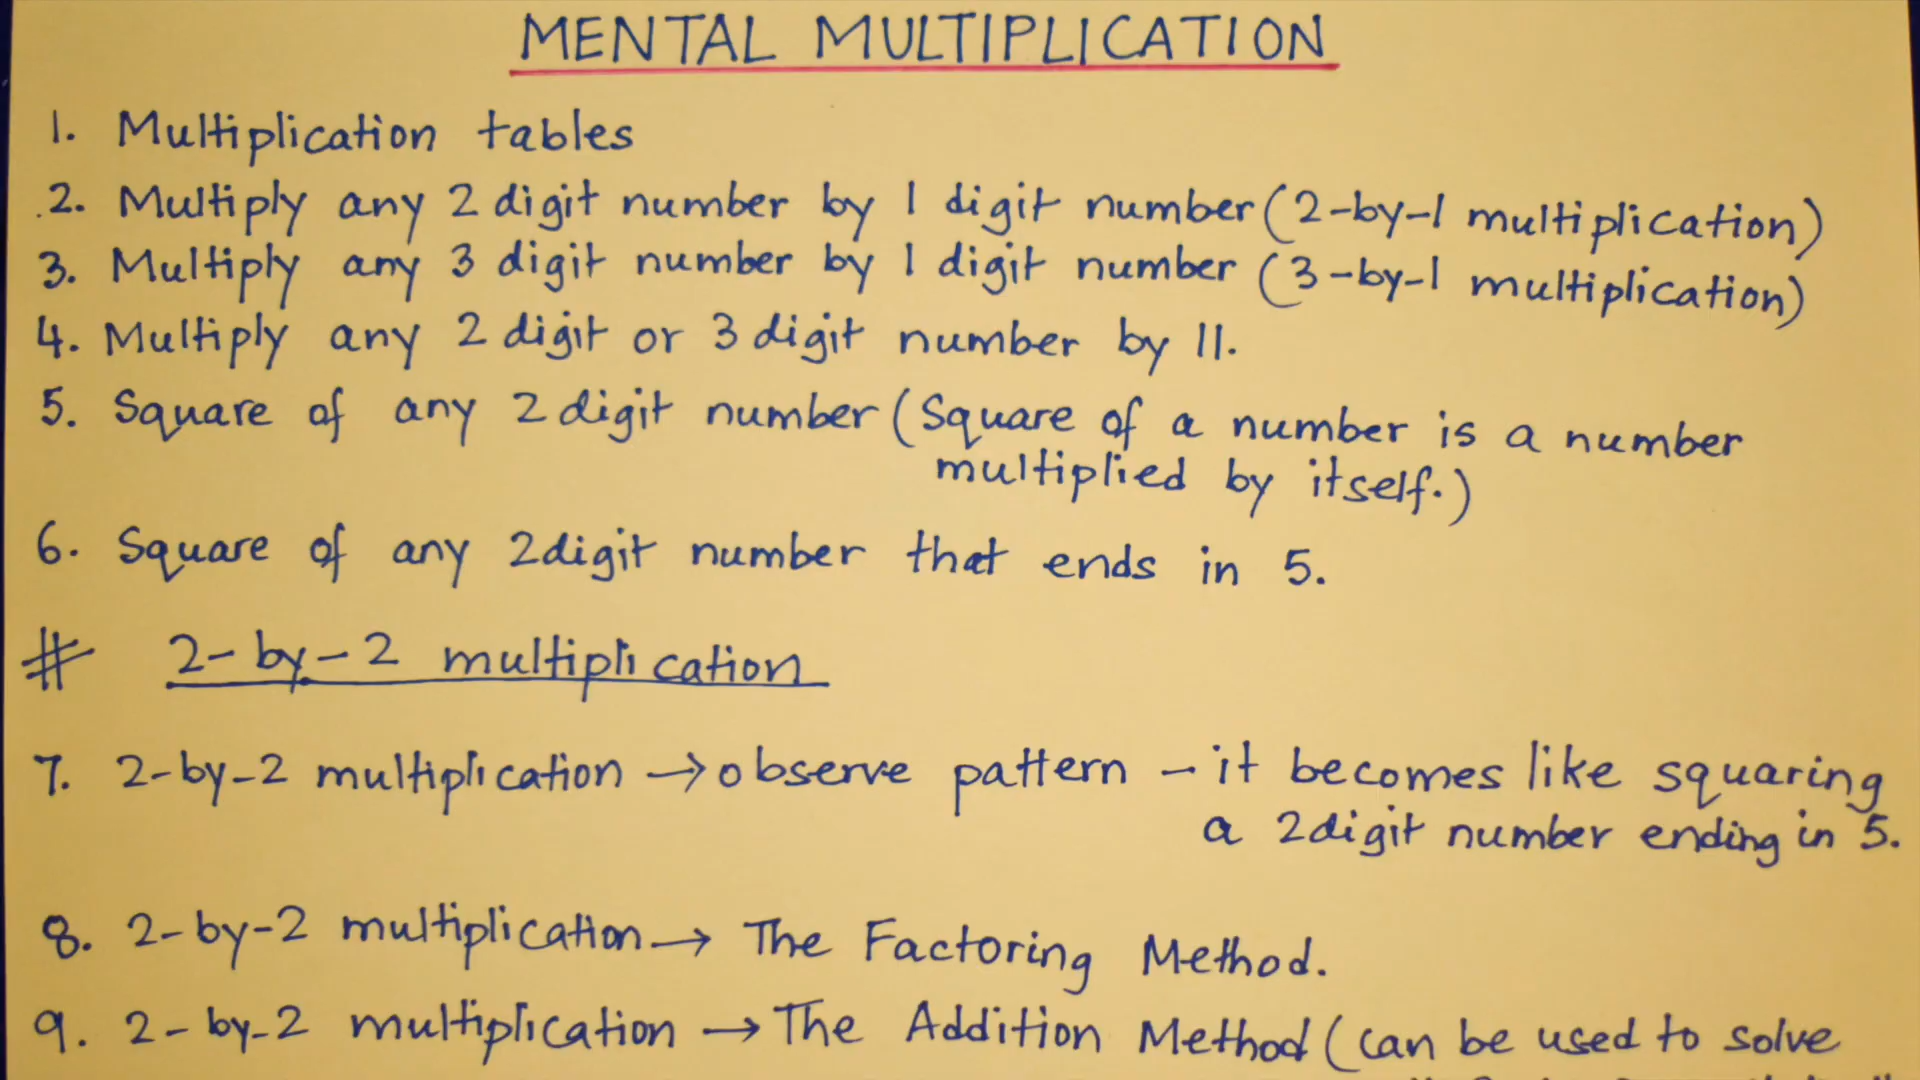 MENTAL MULTIPLICATION
1. Multiplication tables
2. Multiply any 2 digit number by 1 digit number (2-by-1 multiplication)
3. Multiply any 3 digit number by 1 digit number (3-by-1 multiplication)
4. Multiply any 2 digit or 3 digit number by 11.
5. Square of any 2 digit number (Square of a number is a number
multiplied by itself.)
6. Square of any 2 digit number that ends in 5.
# 2-by-2 multiplication
7. 2-by-2 multiplication → observe pattern - it becomes like squaring
a 2 digit number ending in 5.
8. 2-by-2 multiplication → The Factoring Method.
9. 2-by-2 multiplication → The Addition Method (can be used to solve